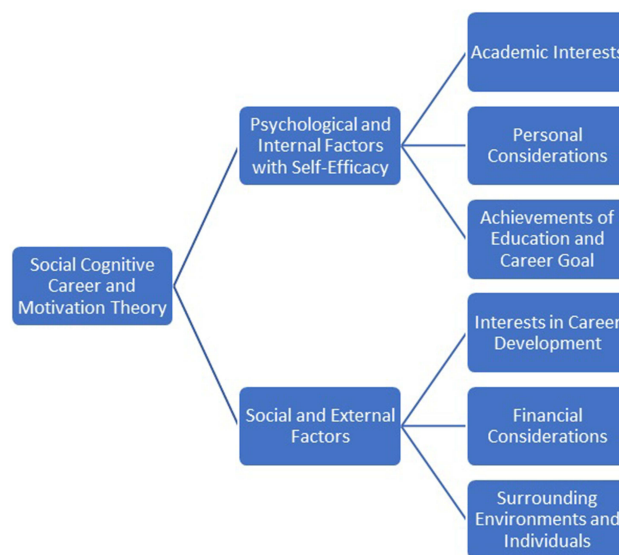 Social Cognitive
Career and
Motivation Theory
Psychological and
Internal Factors
with Self-Efficacy
Academic Interests
Personal
Considerations
Achievements of
Education and
Career Goal
Social and External
Factors
Interests in Career
Development
Financial
Considerations
Surrounding
Environments and
Individuals